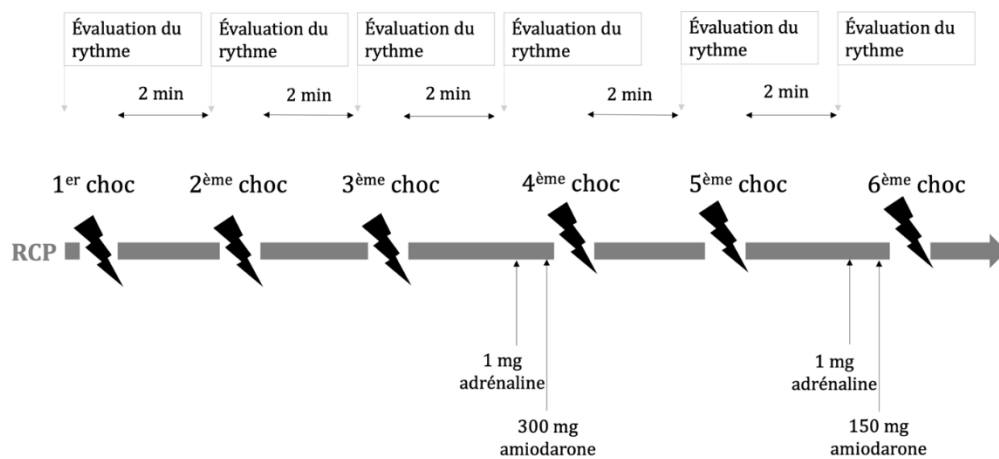 Évaluation du
rythme
Évaluation du
rythme
Évaluation du
rythme
Évaluation du
rythme
Évaluation du
rythme
Évaluation du
rythme
2 min
2 min
2 min
2 min
2 min
1er choc
2ème choc
3ème choc
4ème choc
5ème choc
6ème choc
RCP
1 mg
adrénaline
1 mg
adrénaline
300 mg
amiodarone
150 mg
amiodarone